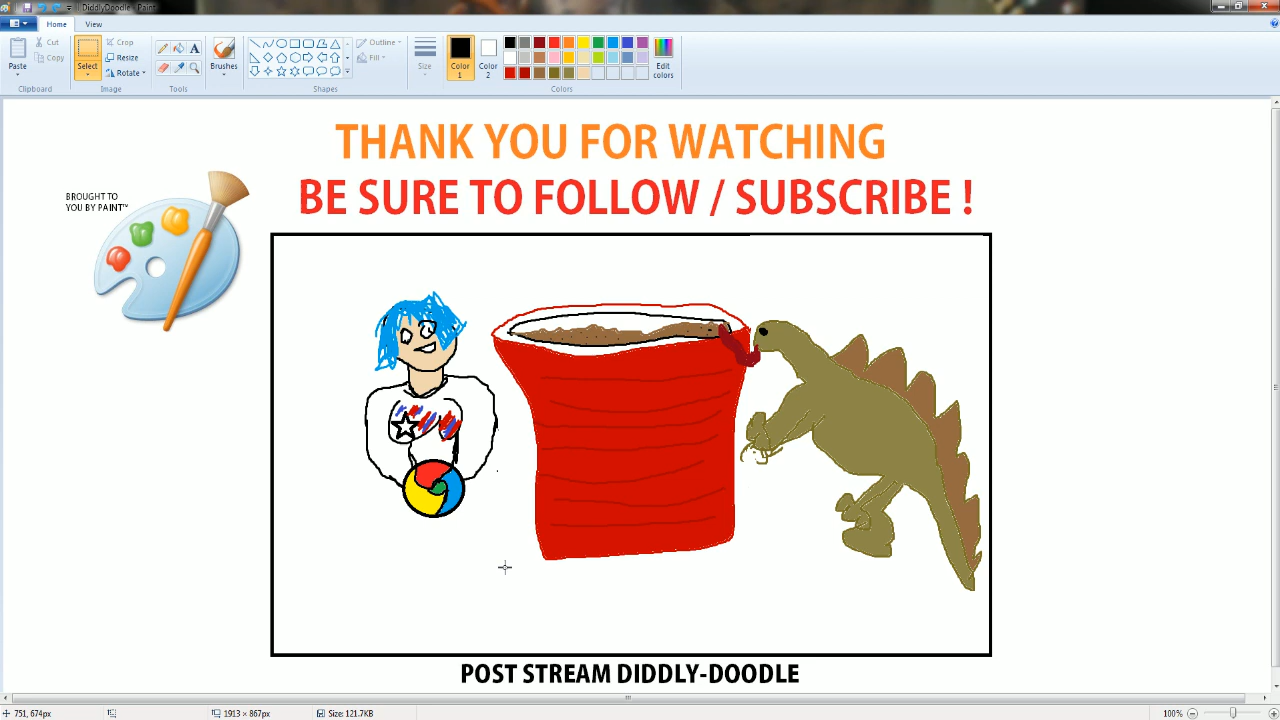 DiddlyDoodle - Paint
Home
View
Paste
Cut
Copy
Clipboard
Select
Crop
Resize
Rotate
Image
A
Tools
Brushes
Shapes
Outline
Fill
Size
Color
1
Color
2
Edit
colors
Colors
THANK YOU FOR WATCHING
BE SURE TO FOLLOW / SUBSCRIBE !
BROUGHT TO
YOU BY PAINT™
POST STREAM DIDDLY-DOODLE
751, 674px
1913 × 867px
Size: 121.7KB
100%